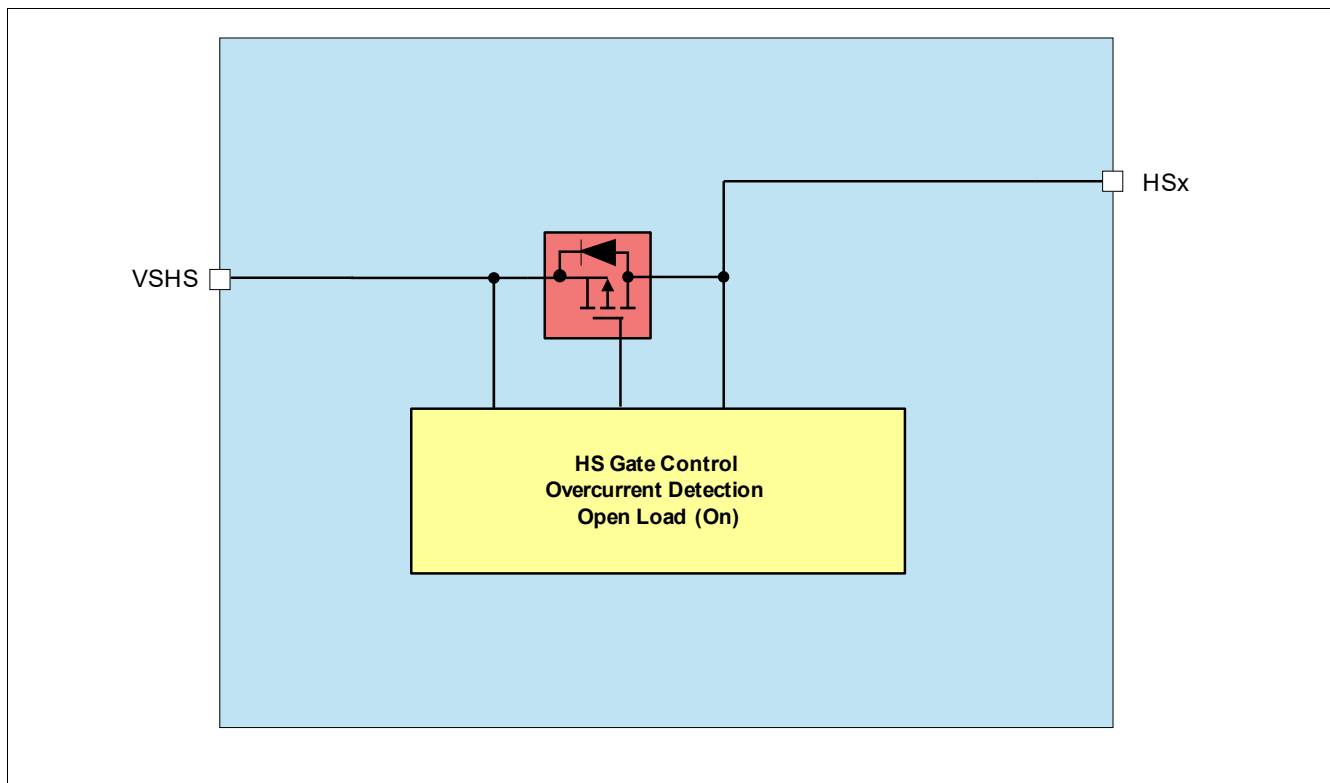 HSx
VSHS
HS Gate Control
Overcurrent Detection
Open Load (On)